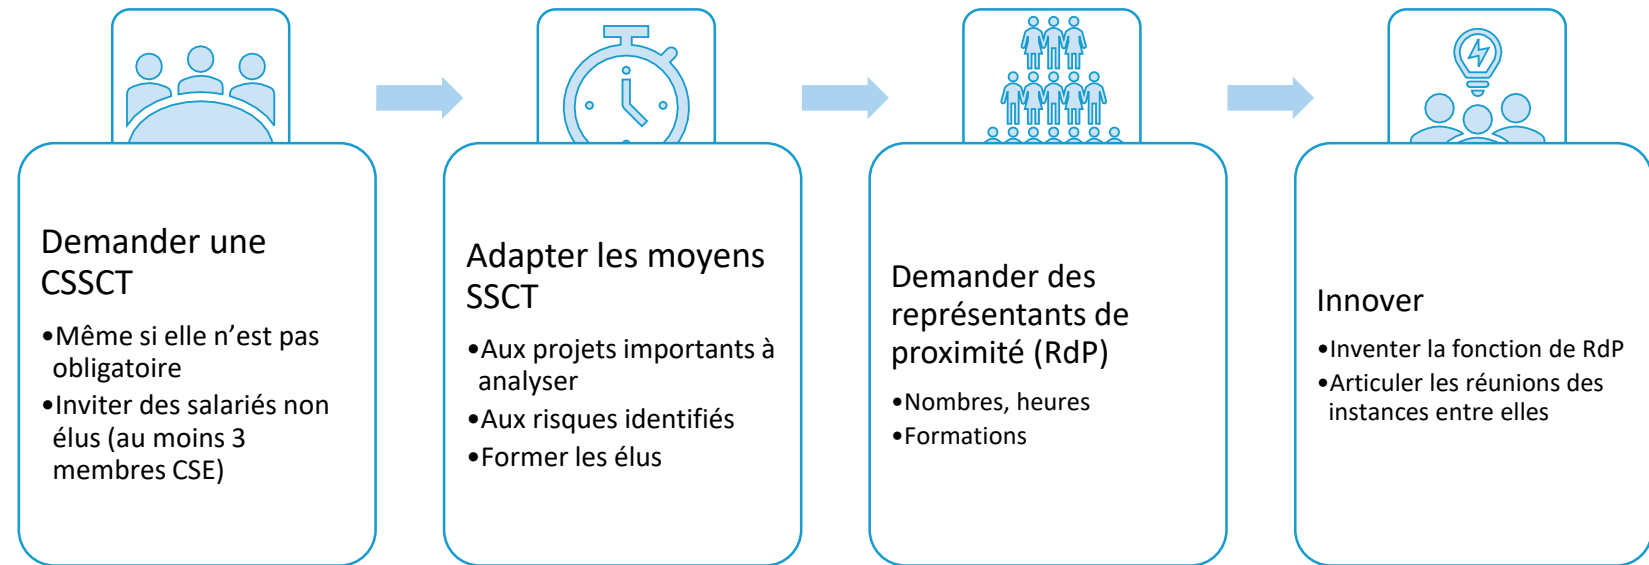 Demander une
CSSCT
•Même si elle n’est pas
obligatoire
•Inviter des salariés non
élus (au moins 3
membres CSE)
Adapter les moyens
SSCT
•Aux projets importants à
analyser
•Aux risques identifiés
•Former les élus
Demander des
représentants de
proximité (RdP)
•Nombres, heures
•Formations
Innover
•Inventer la fonction de RdP
•Articuler les réunions des
instances entre elles